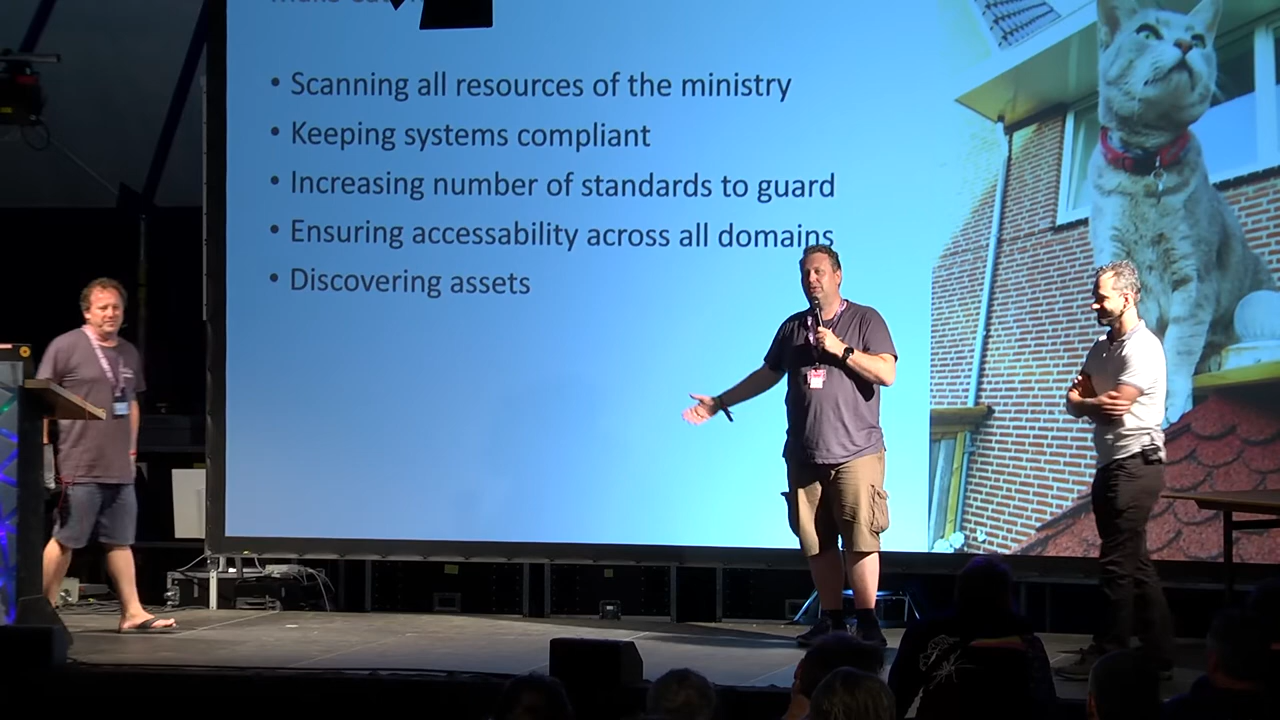 • Scanning all resources of the ministry
• Keeping systems compliant
• Increasing number of standards to guard
• Ensuring accessability across all domains
• Discovering assets